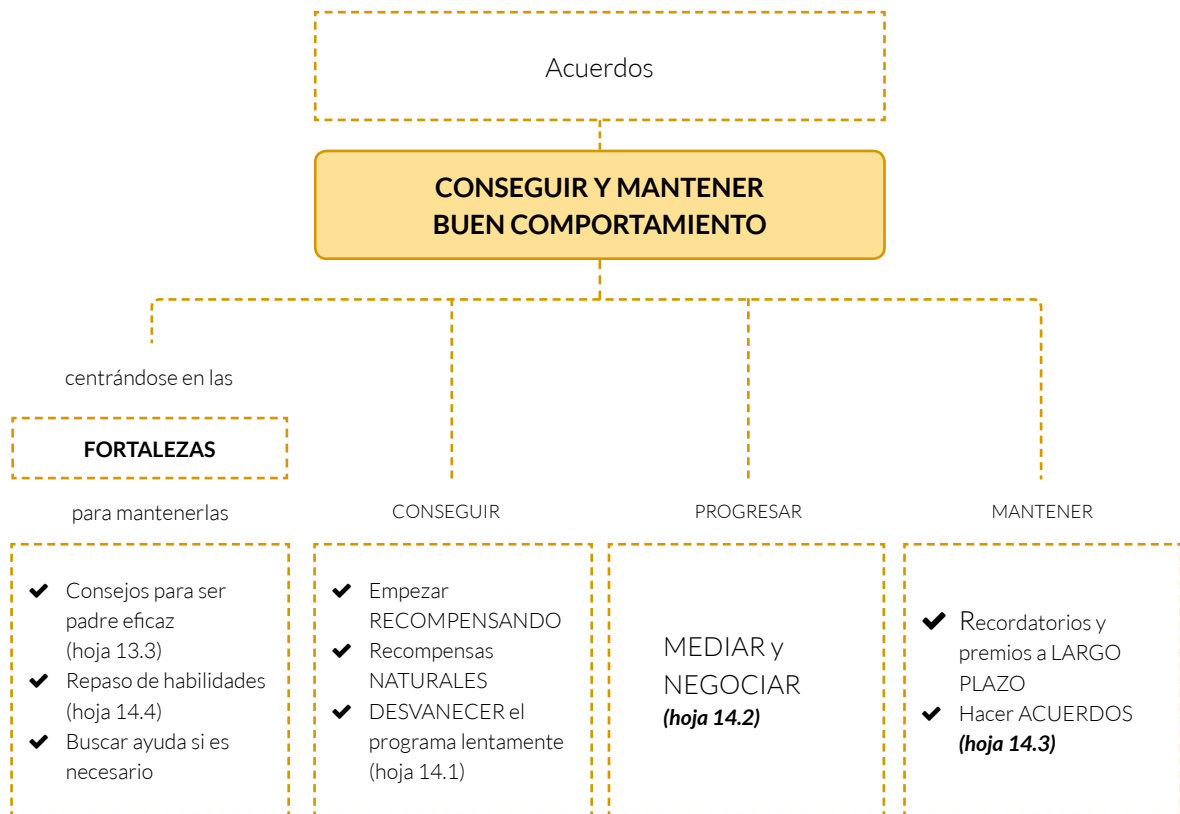 Acuerdos
CONSEGUIR Y MANTENER
BUEN COMPORTAMIENTO
centrándose en las
FORTALEZAS
para mantenerlas
✔ Consejos para ser
padre eficaz
(hoja 13.3)
✔ Repaso de habilidades
(hoja 14.4)
✔ Buscar ayuda si es
necesario
CONSEGUIR
✔ Empezar
RECOMPENSANDO
✔ Recompensas
NATURALES
✔ DESVANECER el
programa lentamente
(hoja 14.1)
PROGRESAR
MEDIAR y
NEGOCIAR
(hoja 14.2)
MANTENER
✔ Recordatorios y
premios a LARGO
PLAZO
✔ Hacer ACUERDOS
(hoja 14.3)